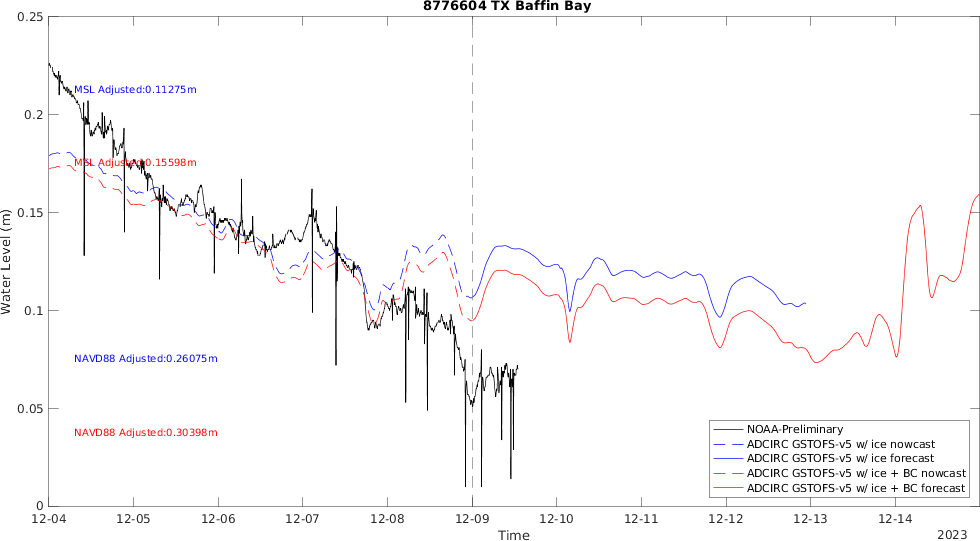 8776604 TX Baffin Bay
0.25
MSL Adjusted:0.11275m
0.2
MSL Adjusted:0.15598m
0.15
Water Level (m)
0.1
NAVD88 Adjusted:0.26075m
0.05
NAVD88 Adjusted:0.30398m
NOAA-Preliminary
ADCIRC GSTOFS-v5 w/ ice nowcast
ADCIRC GSTOFS-v5 w/ ice forecast
ADCIRC GSTOFS-v5 w/ ice + BC nowcast
ADCIRC GSTOFS-v5 w/ ice + BC forecast
0
12-04 12-05 12-06 12-07 12-08 12-09 12-10 12-11 12-12 12-13 12-14
Time
2023